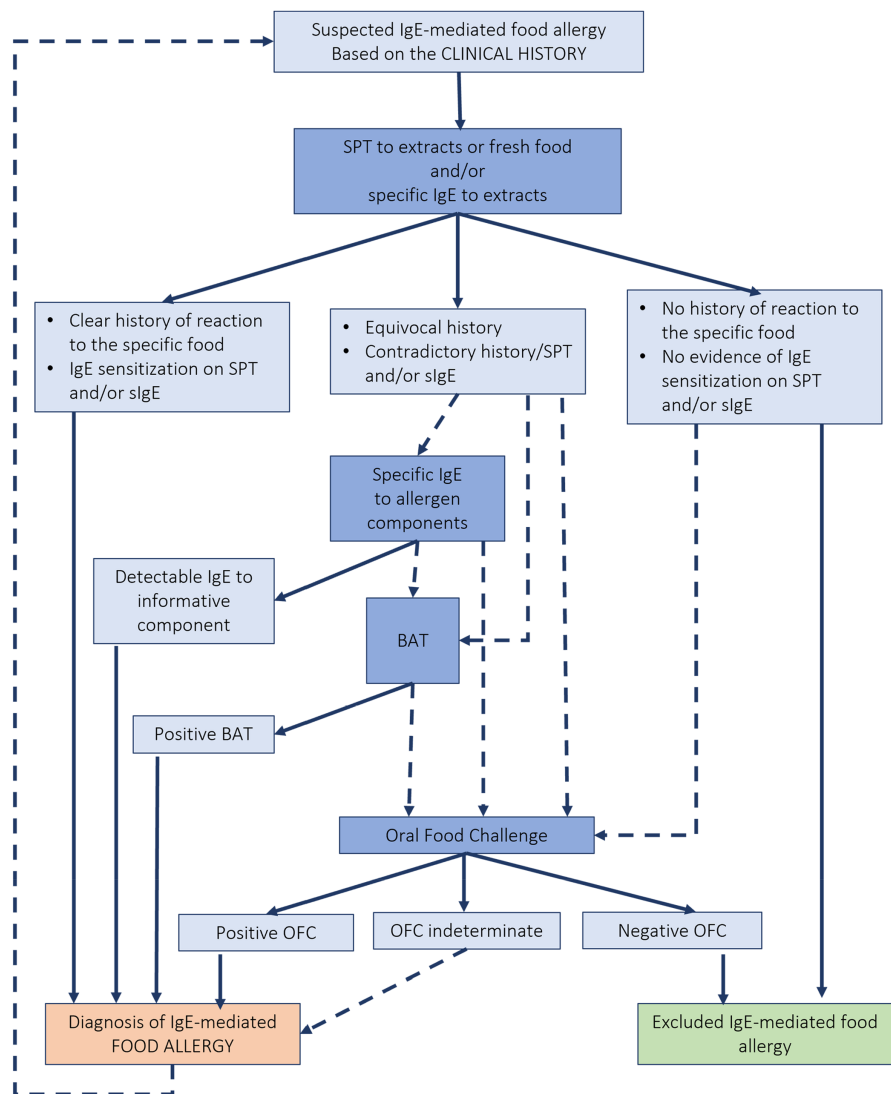 Suspected IgE-mediated food allergy
Based on the CLINICAL HISTORY
SPT to extracts or fresh food
and/or
specific IgE to extracts
• Clear history of reaction
to the specific food
• IgE sensitization on SPT
and/or sIgE
• Equivocal history
• Contradictory history/SPT
and/or sIgE
• No history of reaction to
the specific food
• No evidence of IgE
sensitization on SPT
and/or sIgE
Specific IgE
to allergen
components
Detectable IgE to
informative
component
BAT
Positive BAT
Oral Food Challenge
Positive OFC
OFC indeterminate
Negative OFC
Diagnosis of IgE-mediated
FOOD ALLERGY
Excluded IgE-mediated food
allergy